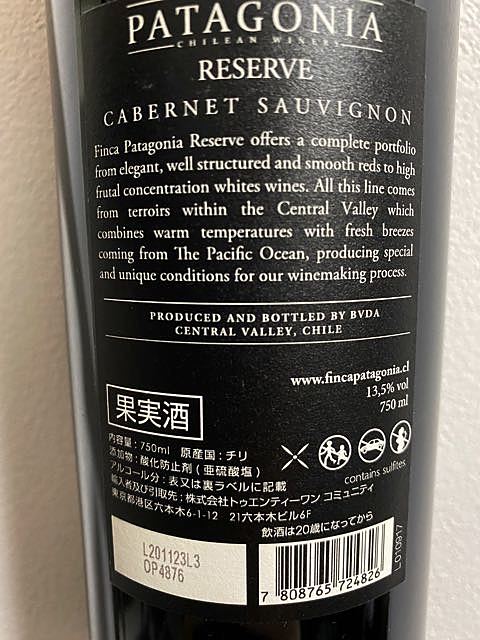 PATAGONIA
CHILEAN WINERY
RESERVE
CABERNET SAUVIGNON
Finca Patagonia Reserve offers a complete portfolio
from elegant, well structured and smooth reds to high
frutal concentration whites wines. All this line comes
from terroirs within the Central Valley which
combines warm temperatures with fresh breezes
coming from The Pacific Ocean, producing special
and unique conditions for our winemaking process.
PRODUCED AND BOTTLED BY BVDA
CENTRAL VALLEY, CHILE
www.fincapatagonia.cl
13,5% vol
750 ml
果実酒
内容量：750ml 原産国：チリ
添加物：酸化防止剤（亜硫酸塩）
アルコール分：表又は裏ラベルに記載
輸入者及び引取先：株式会社トゥエンティーワン コミュニティ
東京都港区六本木6-1-12 21六本木ビル6F
contains sulfites
飲酒は20歳になってから
L201123L3
OP4876
7 808765 724826
L010917